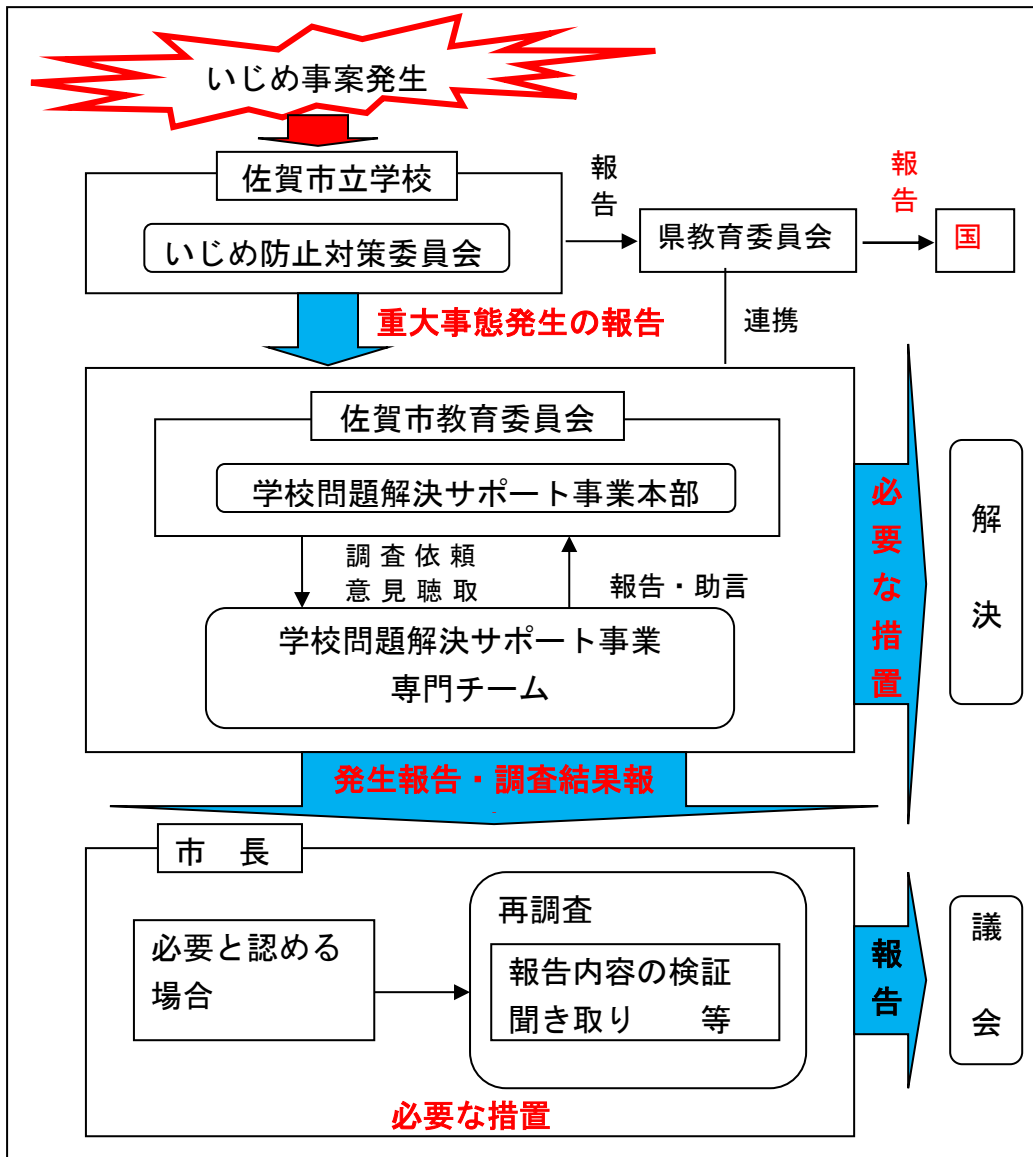 いじめ事案発生
佐賀市立学校
いじめ防止対策委員会
報告
県教育委員会
報告
国
重大事態発生の報告
連携
佐賀市教育委員会
学校問題解決サポート事業本部
調査依頼
意見聴取
報告・助言
学校問題解決サポート事業
専門チーム
必要な措置
解決
発生報告・調査結果報
市　長
必要と認める
場合
再調査
報告内容の検証
聞き取り　　等
必要な措置
報告
議会